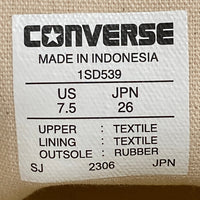 CONVERSE
MADE IN INDONESIA
1SD539
US JPN
7.5 26
UPPER : TEXTILE
LINING : TEXTILE
OUTSOLE : RUBBER
SJ 2306 JPN